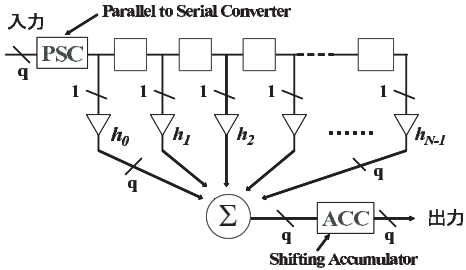 Parallel to Serial Converter
入力
PSC
q
1 1 1 1 1
h0 h1 h2 hN-1
q q
Σ
ACC
q q
出力
Shifting Accumulator